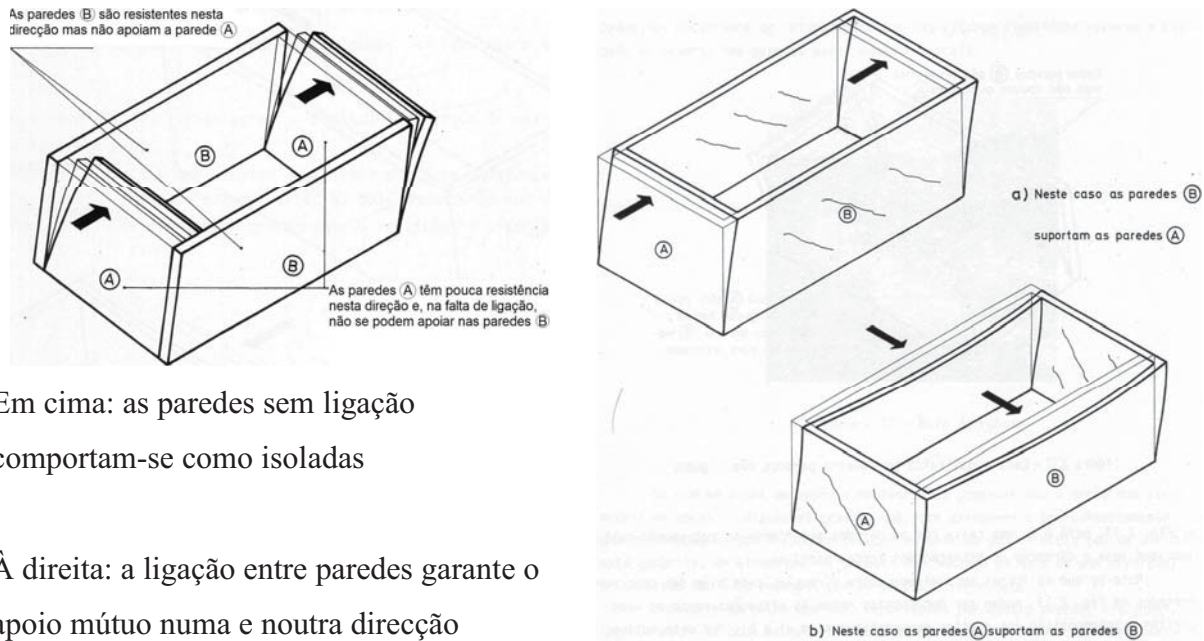 As paredes Ⓑ são resistentes nesta
direcção mas não apoiam a parede Ⓐ
Ⓑ
Ⓐ
Ⓐ
Ⓑ
As paredes Ⓐ têm pouca resistência
nesta direção e, na falta de ligação,
não se podem apoiar nas paredes Ⓑ
Em cima: as paredes sem ligação
comportam-se como isoladas
À direita: a ligação entre paredes garante o
apoio mútuo numa e noutra direcção
Ⓐ
Ⓑ
a) Neste caso as paredes Ⓑ
suportam as paredes Ⓐ
Ⓐ
Ⓑ
b) Neste caso as paredes Ⓐ suportam as paredes Ⓑ